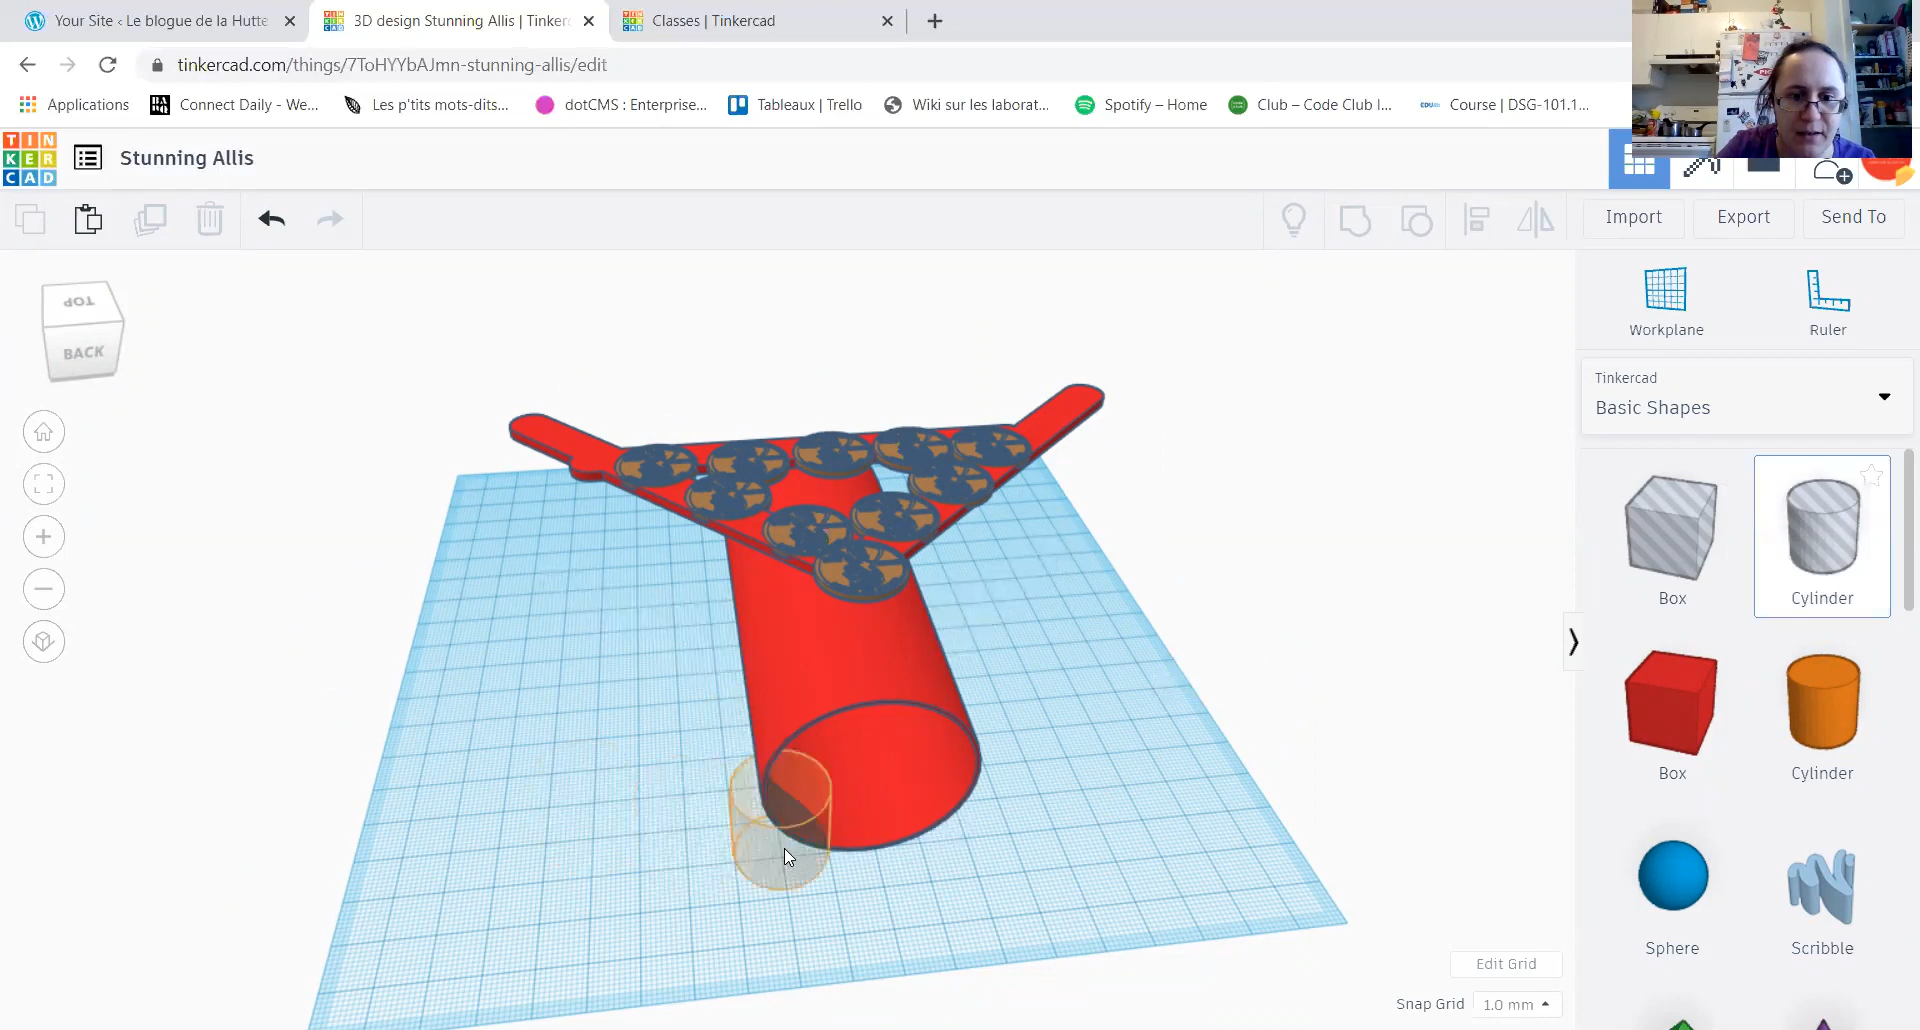 Your Site ‹ Le blogue de la Hutte
3D design Stunning Allis | Tinker
Classes | Tinkercad
tinkercad.com/things/7ToHYYbAJmn-stunning-allis/edit
Applications
Connect Daily - We...
Les p'tits mots-dits...
dotCMS : Enterprise...
Tableaux | Trello
Wiki sur les laborat...
Spotify – Home
Club – Code Club I...
Course | DSG-101.1...
TIN
KER
CAD
Stunning Allis
Import
Export
Send To
TOP
BACK
Workplane
Ruler
Tinkercad
Basic Shapes
Box
Cylinder
Box
Cylinder
Sphere
Scribble
Edit Grid
Snap Grid
1.0 mm